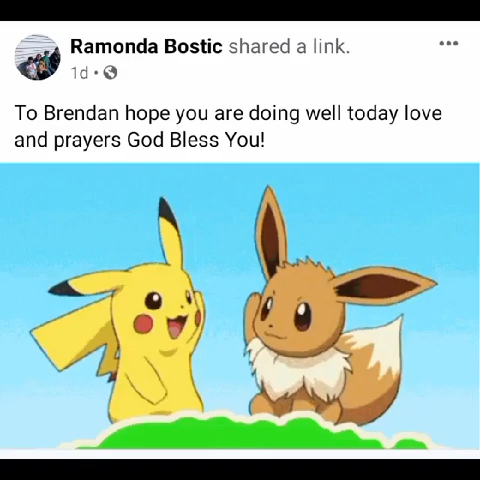 Ramonda Bostic shared a link.
1d •
To Brendan hope you are doing well today love
and prayers God Bless You!